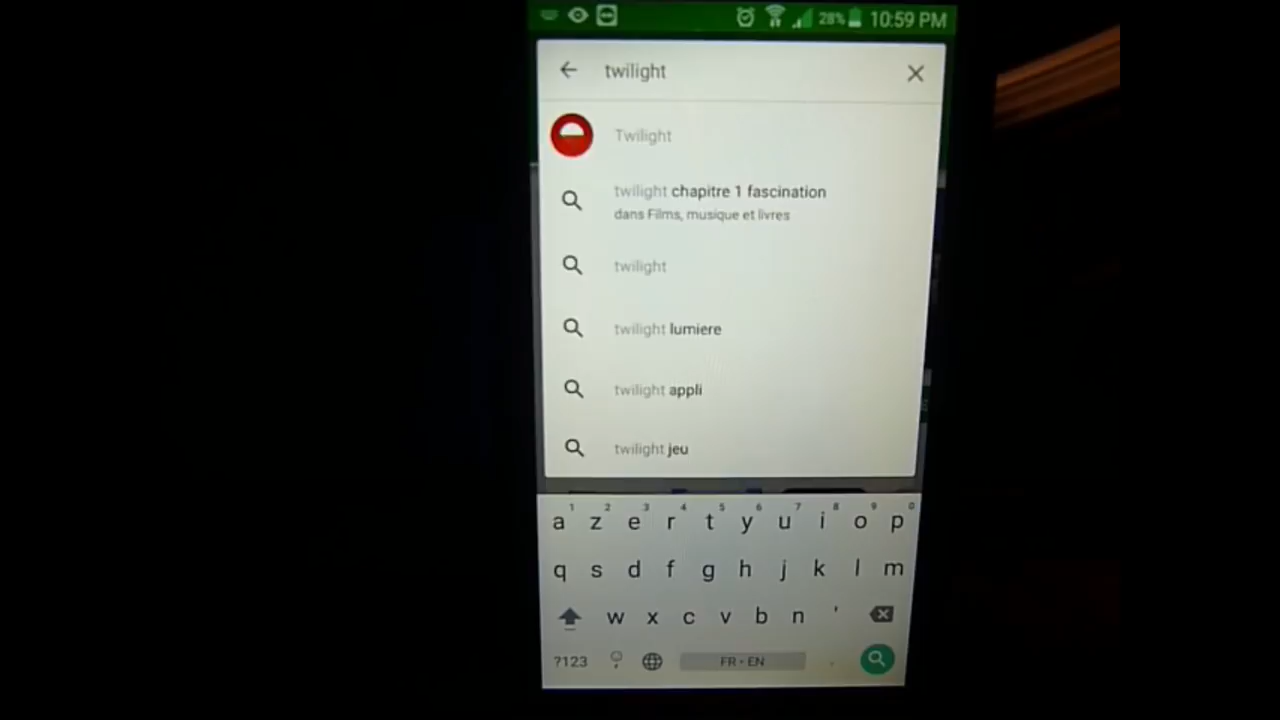 28% 10:59 PM
twilight
Twilight
twilight chapitre 1 fascination
dans Films, musique et livres
twilight
twilight lumiere
twilight appli
twilight jeu
1 2 3 4 5 6 7 8 9 0
a z e r t y u i o p
q s d f g h j k l m
w x c v b n '
?123 FR - EN .